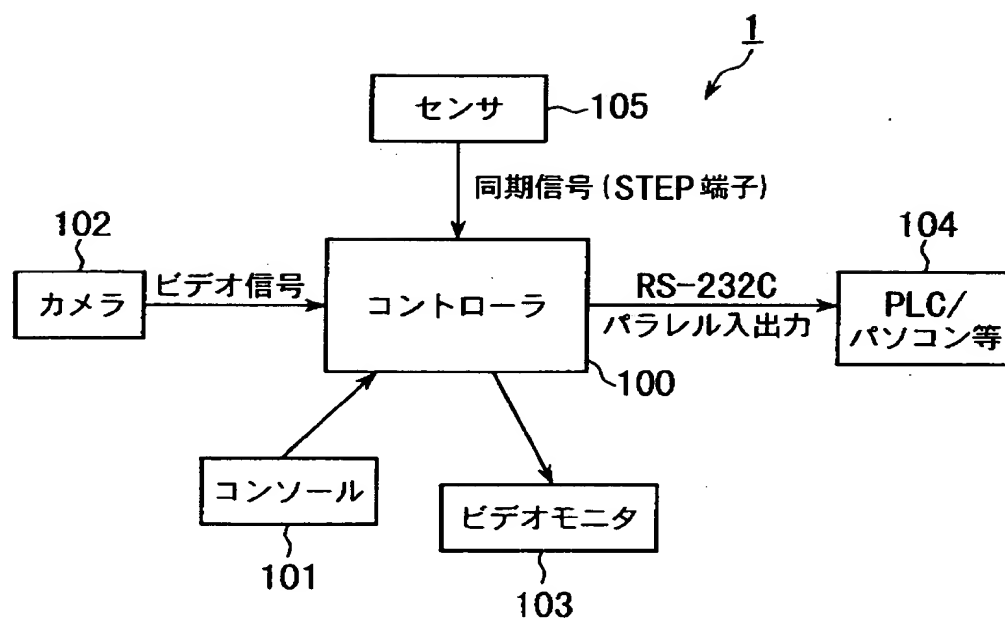 1
センサ
105
同期信号(STEP端子)
102
カメラ
ビデオ信号
コントローラ
100
RS-232C
パラレル入出力
104
PLC/
パソコン等
コンソール
101
ビデオモニタ
103